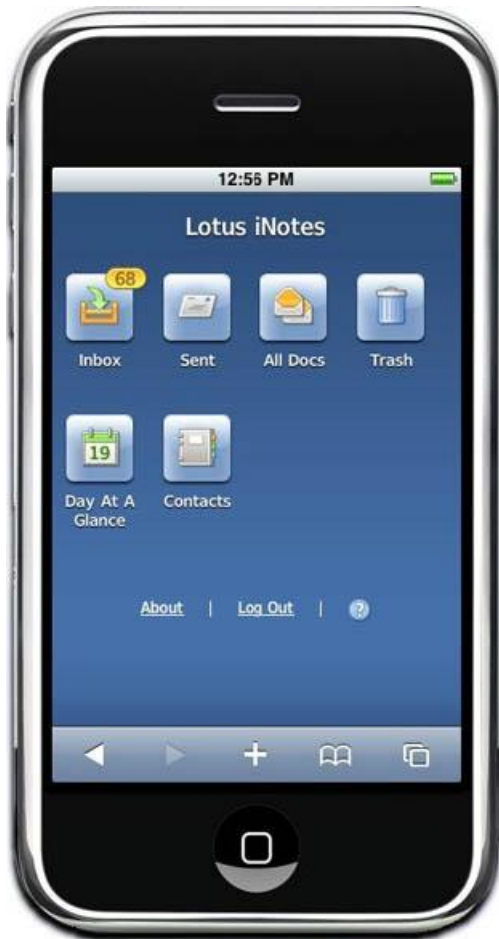 12:56 PM
Lotus iNotes
68
Inbox
Sent
All Docs
Trash
19
Day At A
Glance
Contacts
About | Log Out | ?